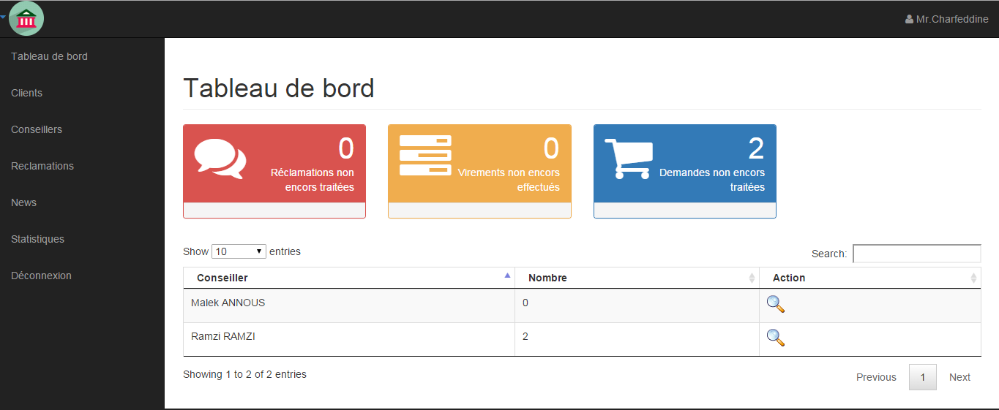 Mr.Charfeddine
Tableau de bord
Clients
Conseillers
Reclamations
News
Statistiques
Déconnexion
Tableau de bord
0
Réclamations non
encors traitées
0
Virements non encors
effectués
2
Demandes non encors
traitées
Show 10 entries
Search:
Conseiller Nombre Action
Malek ANNOUS 0
Ramzi RAMZI 2
Showing 1 to 2 of 2 entries
Previous 1 Next